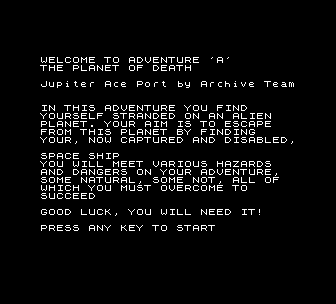 WELCOME TO ADVENTURE 'A'
THE PLANET OF DEATH
Jupiter Ace Port by Archive Team
IN THIS ADVENTURE YOU FIND
YOURSELF STRANDED ON AN ALIEN
PLANET. YOUR AIM IS TO ESCAPE
FROM THIS PLANET BY FINDING
YOUR, NOW CAPTURED AND DISABLED,
SPACE SHIP
YOU WILL MEET VARIOUS HAZARDS
AND DANGERS ON YOUR ADVENTURE,
SOME NATURAL, SOME NOT, ALL OF
WHICH YOU MUST OVERCOME TO
SUCCEED
GOOD LUCK, YOU WILL NEED IT!
PRESS ANY KEY TO START